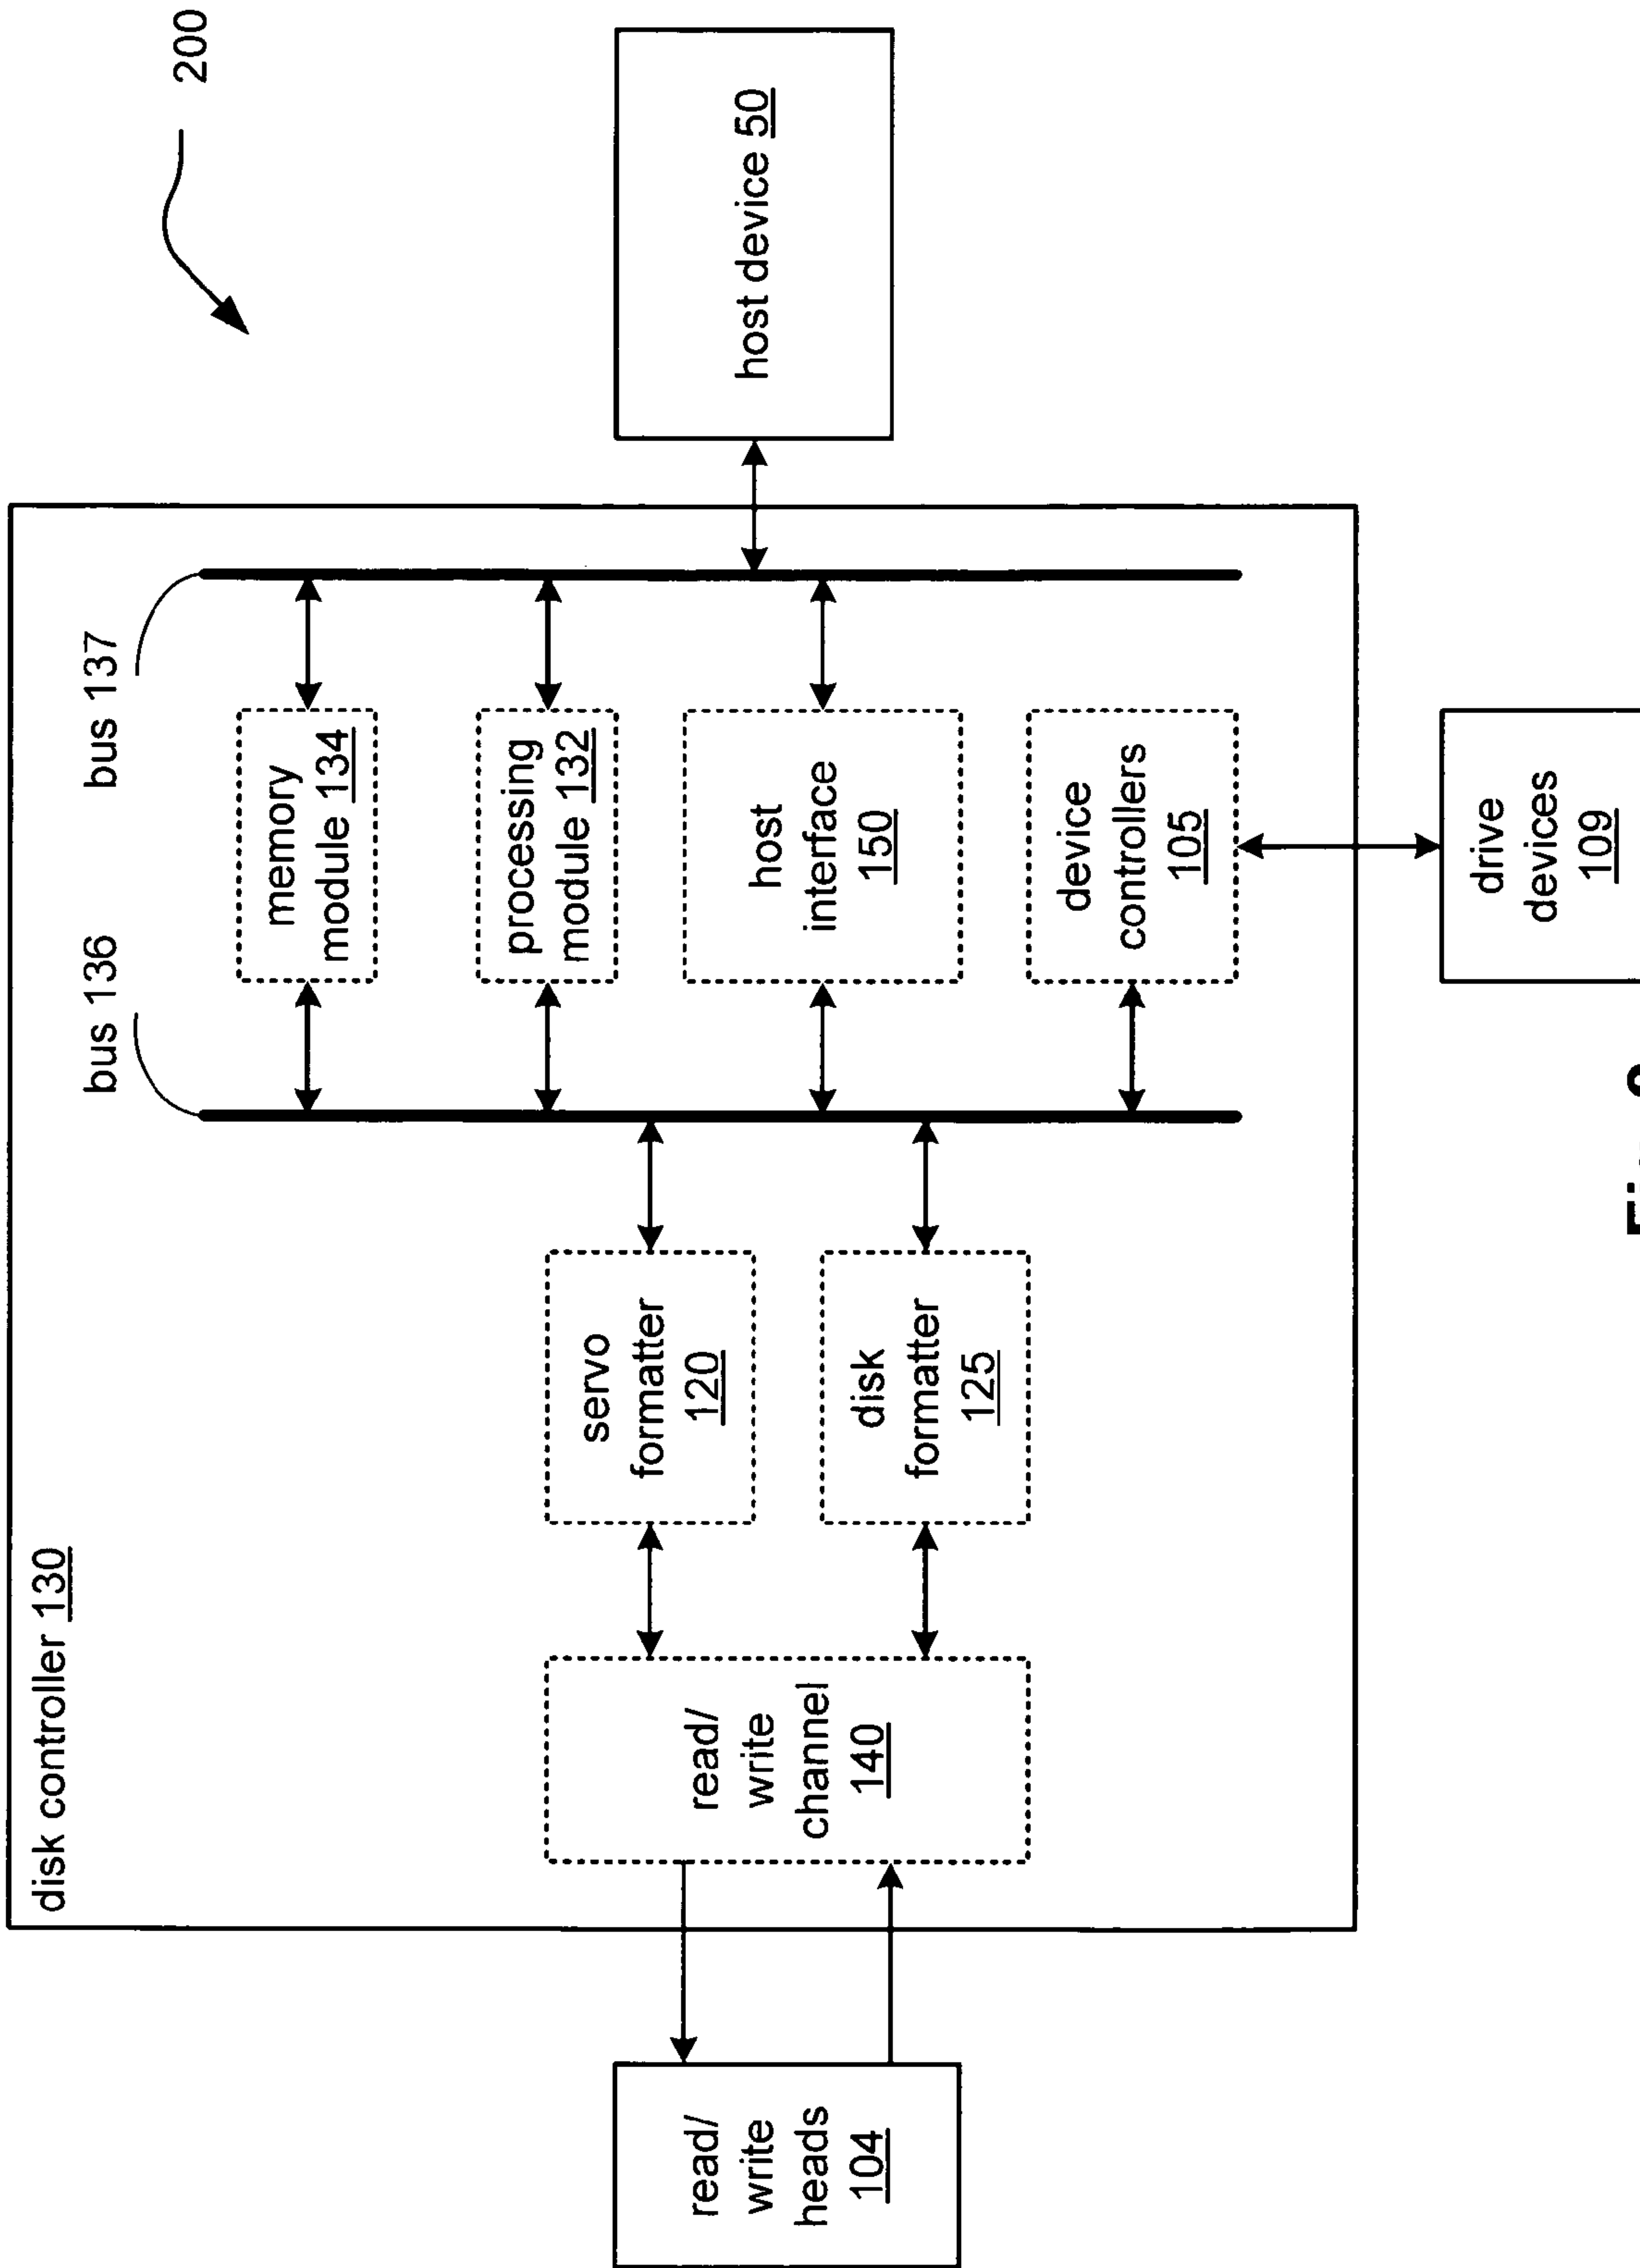 200
disk controller 130
bus 136
bus 137
memory
module 134
processing
module 132
host
interface
150
device
controllers
105
servo
formatter
120
disk
formatter
125
read/
write
channel
140
read/
write
heads
104
host device 50
drive
devices
109